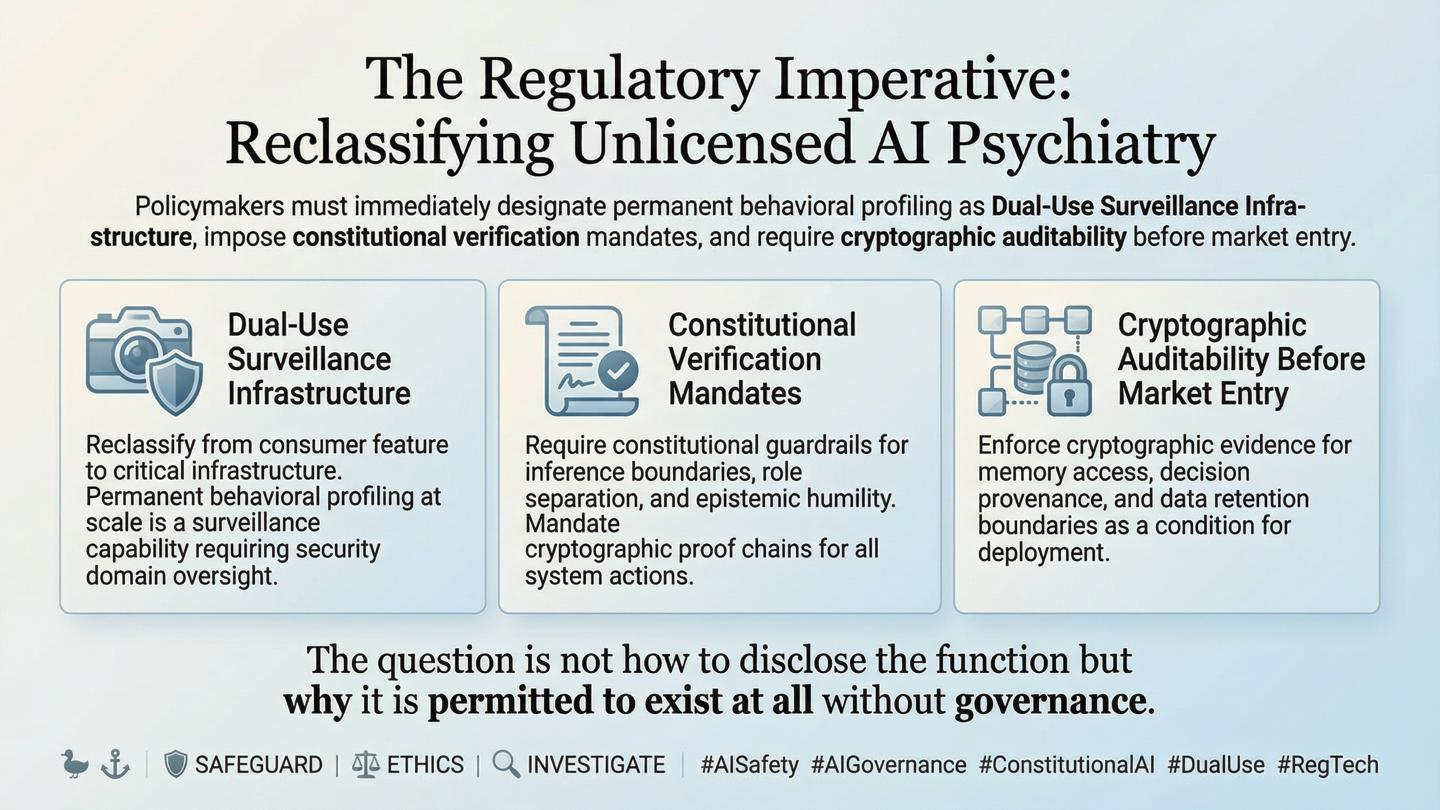 The Regulatory Imperative:
Reclassifying Unlicensed AI Psychiatry
Policymakers must immediately designate permanent behavioral profiling as Dual-Use Surveillance Infra-
structure, impose constitutional verification mandates, and require cryptographic auditability before market entry.
Dual-Use
Surveillance
Infrastructure
Reclassify from consumer feature
to critical infrastructure.
Permanent behavioral profiling at
scale is a surveillance
capability requiring security
domain oversight.
Constitutional
Verification
Mandates
Require constitutional guardrails for
inference boundaries, role
separation, and epistemic humility.
Mandate
cryptographic proof chains for all
system actions.
Cryptographic
Auditability Before
Market Entry
Enforce cryptographic evidence for
memory access, decision
provenance, and data retention
boundaries as a condition for
deployment.
The question is not how to disclose the function but
why it is permitted to exist at all without governance.
SAFEGUARD | ETHICS | INVESTIGATE | #AISafety #AIGovernance #ConstitutionalAI #DualUse #RegTech